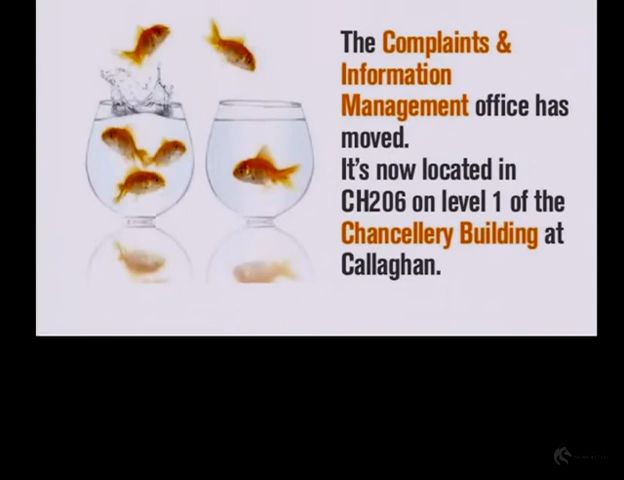 The Complaints &
Information
Management office has
moved.
It's now located in
CH206 on level 1 of the
Chancellery Building at
Callaghan.